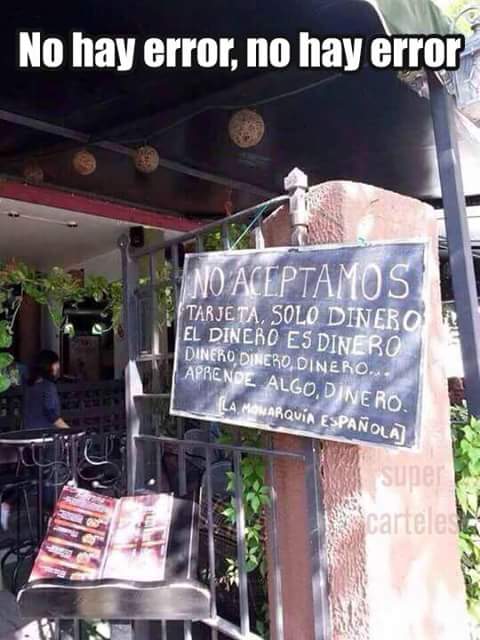 No hay error, no hay error
NO ACEPTAMOS
TARJETA, SOLO DINERO
EL DINERO ES DINERO
DINERO, DINERO, DINERO...
APRENDE ALGO, DINERO.
[LA MONARQUÍA ESPAÑOLA]
super
carteles